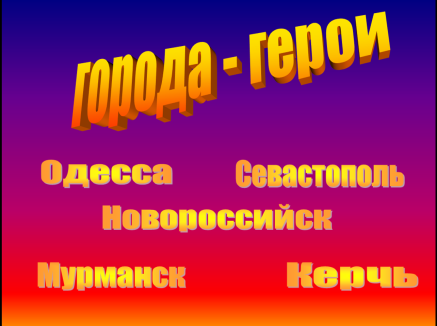 города - герои
Одесса Севастополь
Новороссийск
Мурманск Керчь